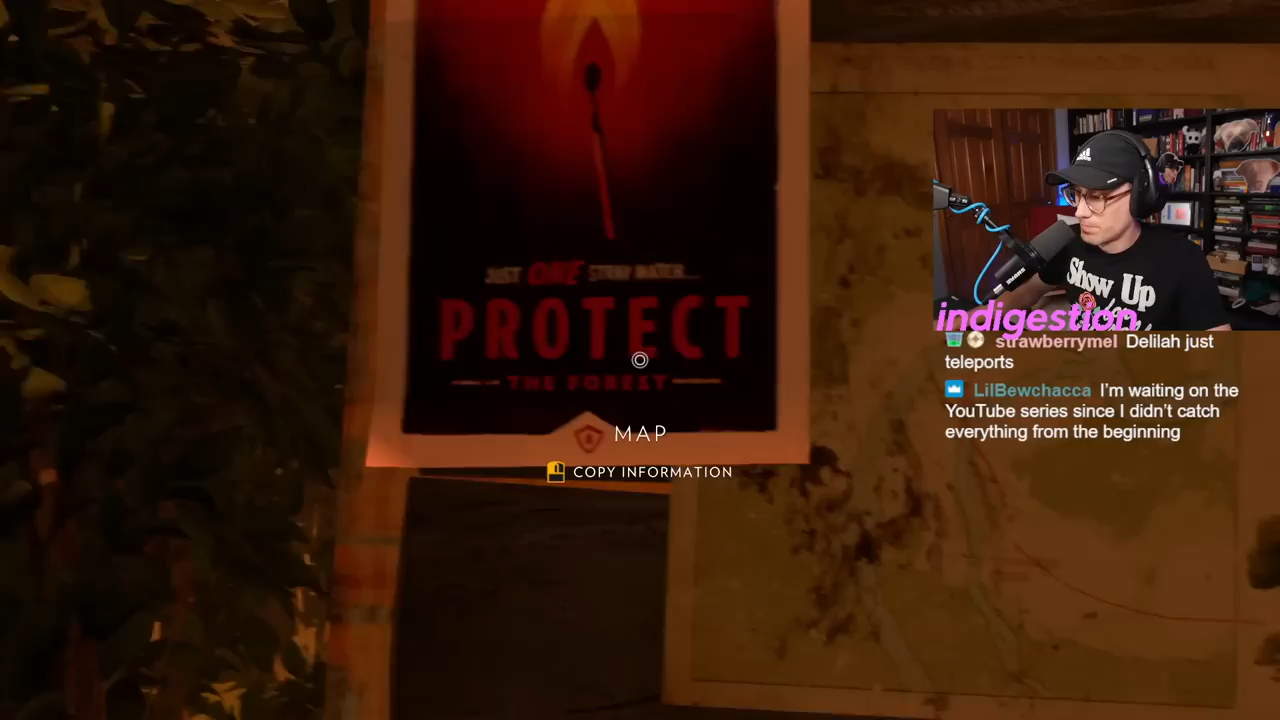 JUST ONE STRAY MATCH...
PROTECT
THE FOREST
MAP
COPY INFORMATION
Show Up
indigestion
strawberrymel Delilah just
teleports
LilBewchacca I’m waiting on the
YouTube series since I didn’t catch
everything from the beginning